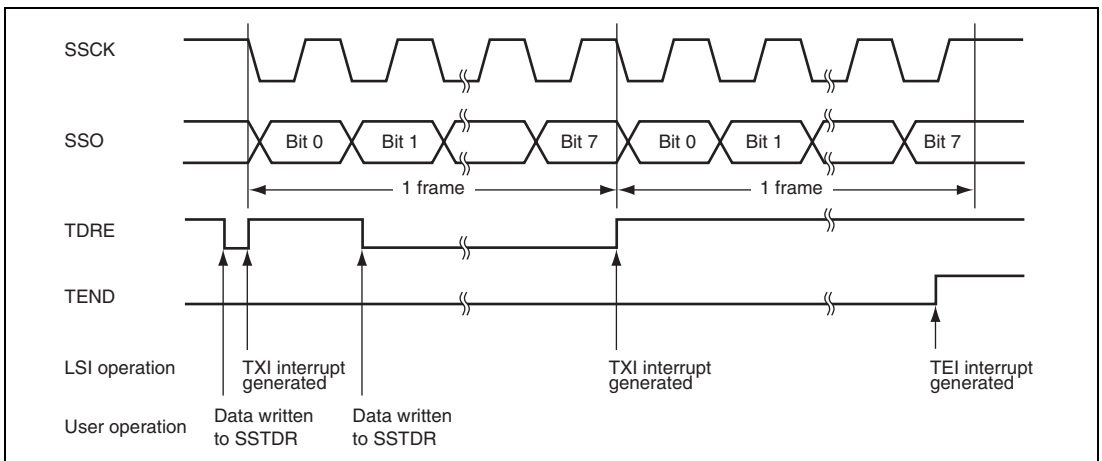 SSCK
SSO
Bit 0
Bit 1
Bit 7
Bit 0
Bit 1
Bit 7
1 frame
1 frame
TDRE
TEND
LSI operation
TXI interrupt
generated
TXI interrupt
generated
TEI interrupt
generated
User operation
Data written
to SSTDR
Data written
to SSTDR